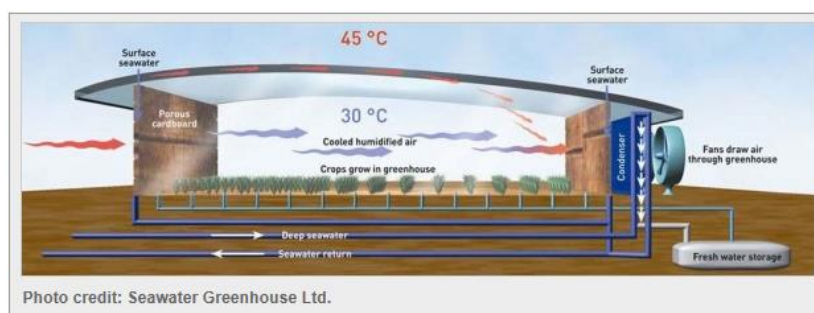 45 °C
Surface
seawater
Surface
seawater
Porous
cardboard
30 °C
Cooled humidified air
Crops grow in greenhouse
Condenser
Fans draw air
through greenhouse
Deep seawater
Seawater return
Fresh water storage
Photo credit: Seawater Greenhouse Ltd.